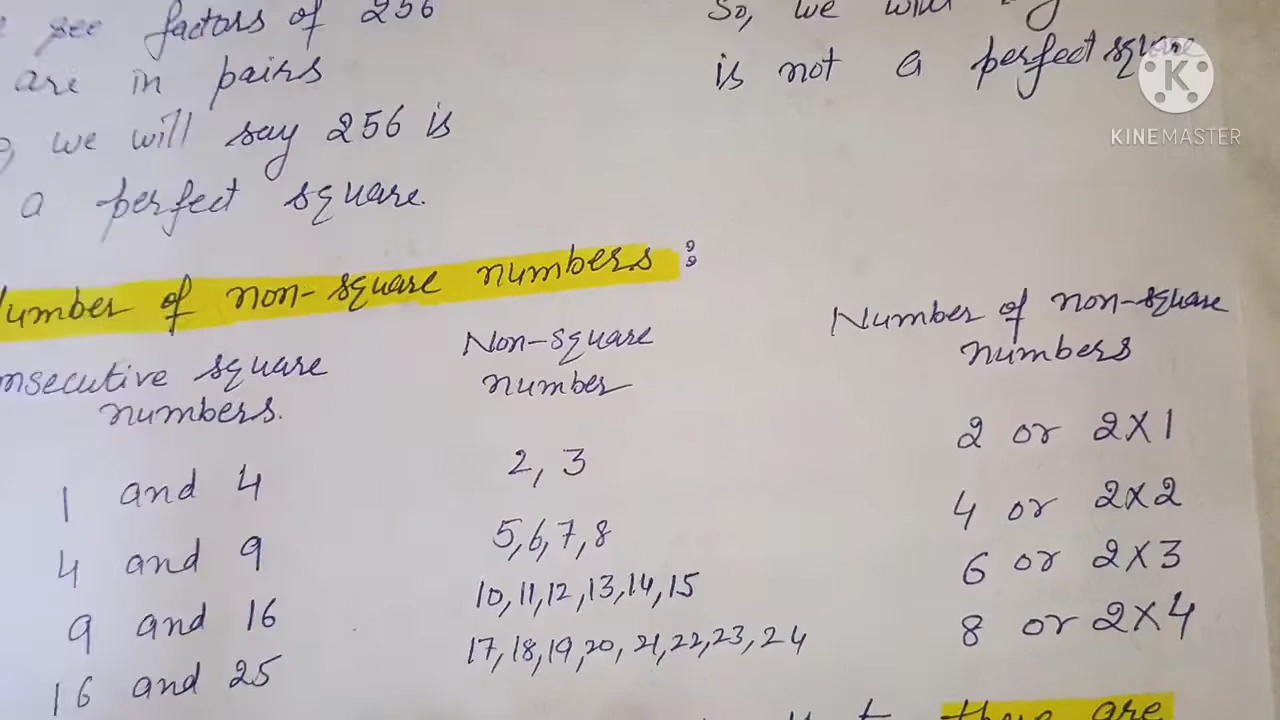 see factors of 256
are in pairs
we will say 256 is
a perfect square.
So, we will
is not a perfect square
KINEMASTER
Number of non-square numbers :
Consecutive square
numbers.
Non-square
number
Number of non-square
numbers
1 and 4
2, 3
2 or 2×1
4 and 9
5,6,7,8
4 or 2×2
9 and 16
10,11,12,13,14,15
6 or 2×3
16 and 25
17,18,19,20, 21,22,23,24
8 or 2×4
there are